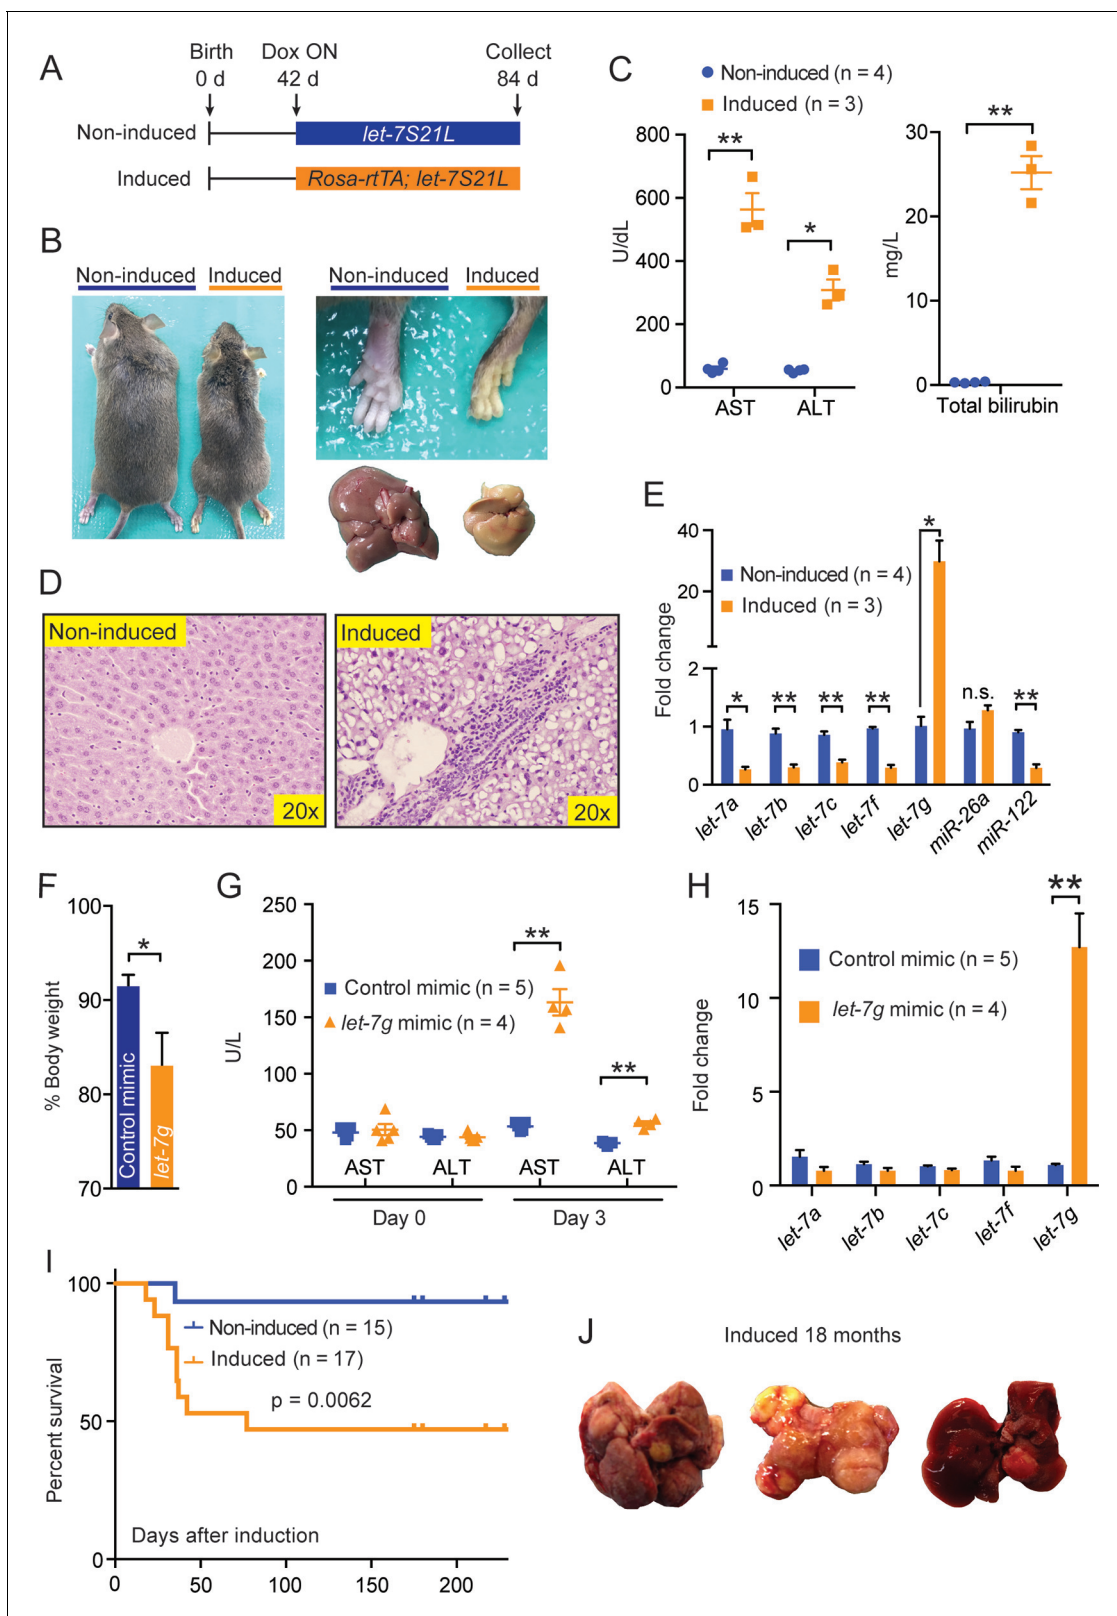 A
Birth
0 d
Dox ON
42 d
Collect
84 d
Non-induced
let-7S21L
Induced
Rosa-rtTA; let-7S21L
B
Non-induced Induced
Non-induced Induced
C
Non-induced (n = 4)
Induced (n = 3)
800
600
400
200
0
U/dL
**
*
AST ALT
30
20
10
0
mg/L
**
Total bilirubin
D
Non-induced
20x
Induced
20x
E
40
20
2
1
0
Fold change
Non-induced (n = 4)
Induced (n = 3)
* ** ** ** * n.s. **
let-7a let-7b let-7c let-7f let-7g miR-26a miR-122
F
100
90
80
70
% Body weight
*
Control mimic
let-7g
G
250
200
150
100
50
0
U/L
Control mimic (n = 5)
let-7g mimic (n = 4)
**
**
AST ALT AST ALT
Day 0 Day 3
H
15
10
5
0
Fold change
Control mimic (n = 5)
let-7g mimic (n = 4)
**
let-7a let-7b let-7c let-7f let-7g
I
100
50
0
Percent survival
Non-induced (n = 15)
Induced (n = 17)
p = 0.0062
Days after induction
0 50 100 150 200
J
Induced 18 months